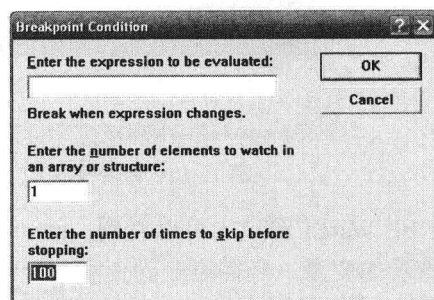 Breakpoint Condition
Enter the expression to be evaluated:
OK
Break when expression changes.
Cancel
Enter the number of elements to watch in
an array or structure:
1
Enter the number of times to skip before
stopping:
100